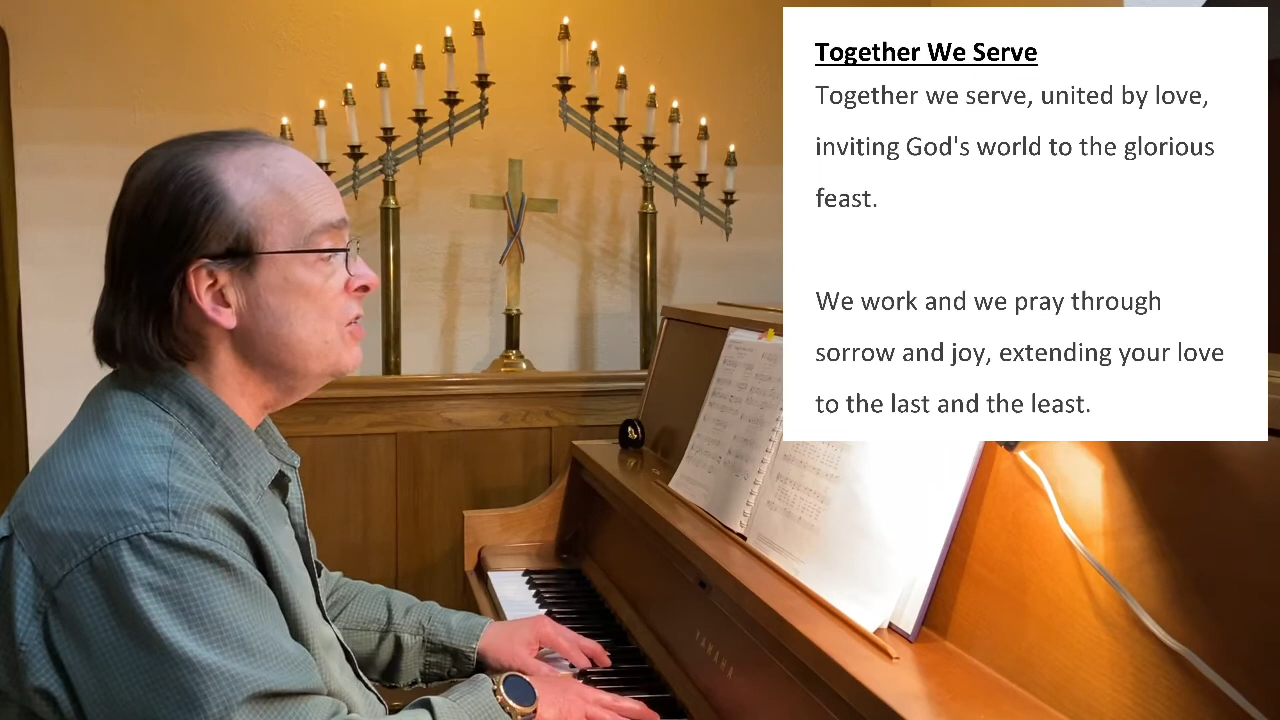 Together We Serve
Together we serve, united by love,
inviting God's world to the glorious
feast.
We work and we pray through
sorrow and joy, extending your love
to the last and the least.
YAMAHA